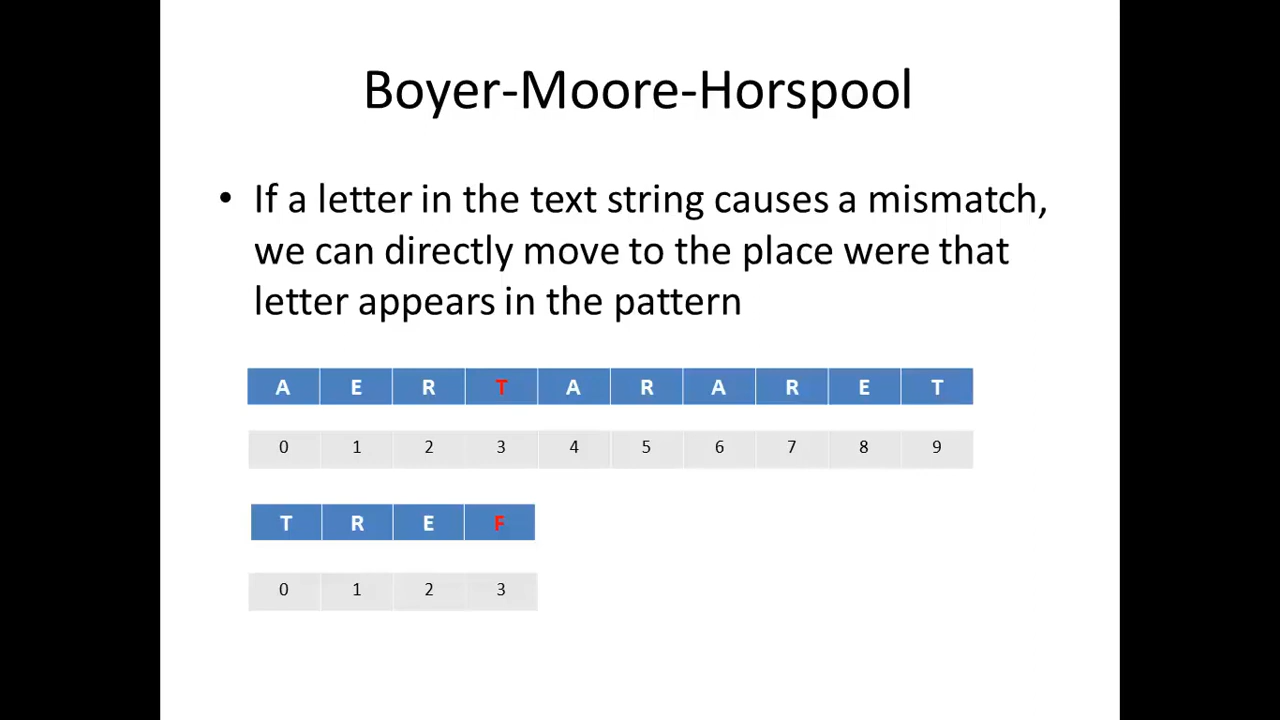 Boyer-Moore-Horspool
• If a letter in the text string causes a mismatch,
we can directly move to the place were that
letter appears in the pattern
A E R T A R A R E T
0 1 2 3 4 5 6 7 8 9
T R E F
0 1 2 3